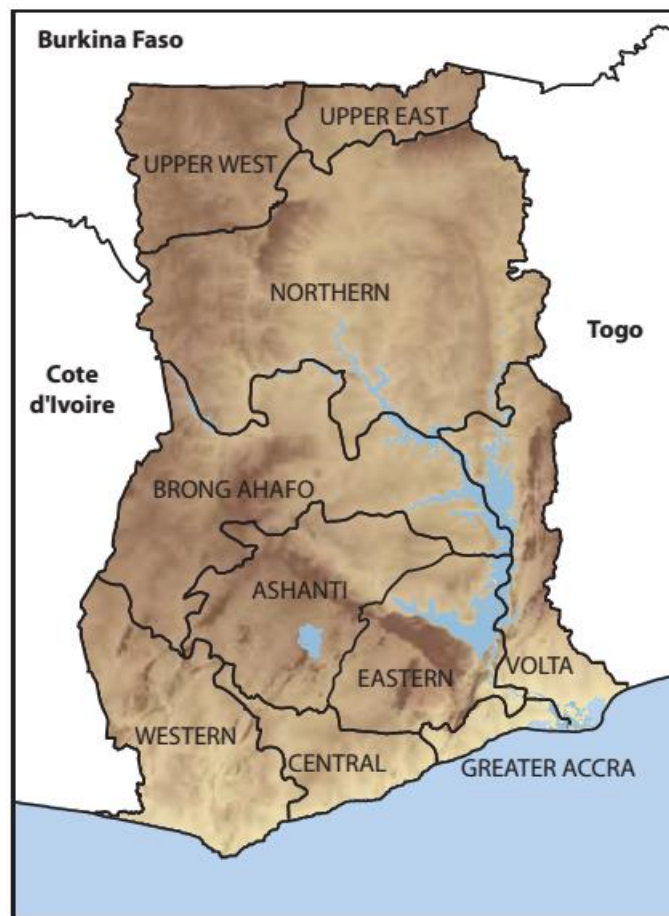 Burkina Faso
UPPER EAST
UPPER WEST
NORTHERN
Togo
Cote
d'Ivoire
BRONG AHAFO
ASHANTI
VOLTA
EASTERN
WESTERN
CENTRAL
GREATER ACCRA